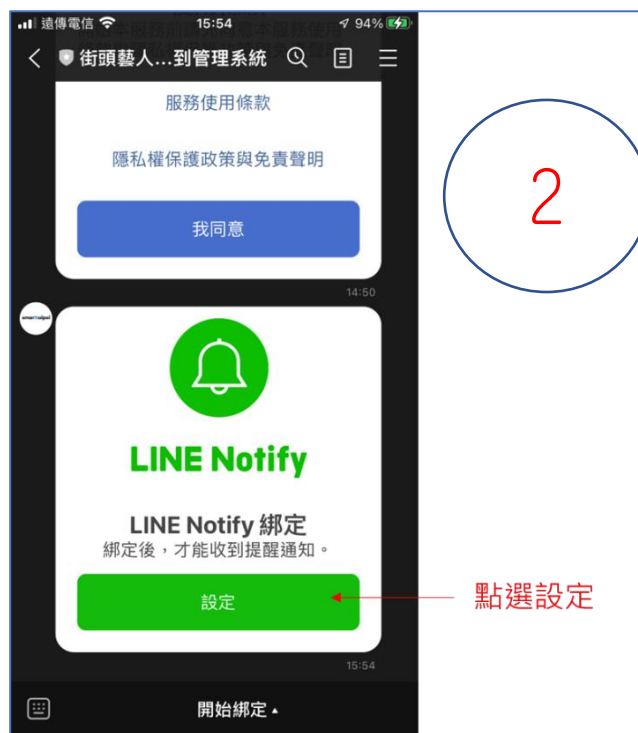 遠傳電信 15:54 94%
街頭藝人...到管理系統
服務使用條款
隱私權保護政策與免責聲明
我同意
14:50
2
LINE Notify
LINE Notify 綁定
綁定後，才能收到提醒通知。
設定
點選設定
15:54
開始綁定